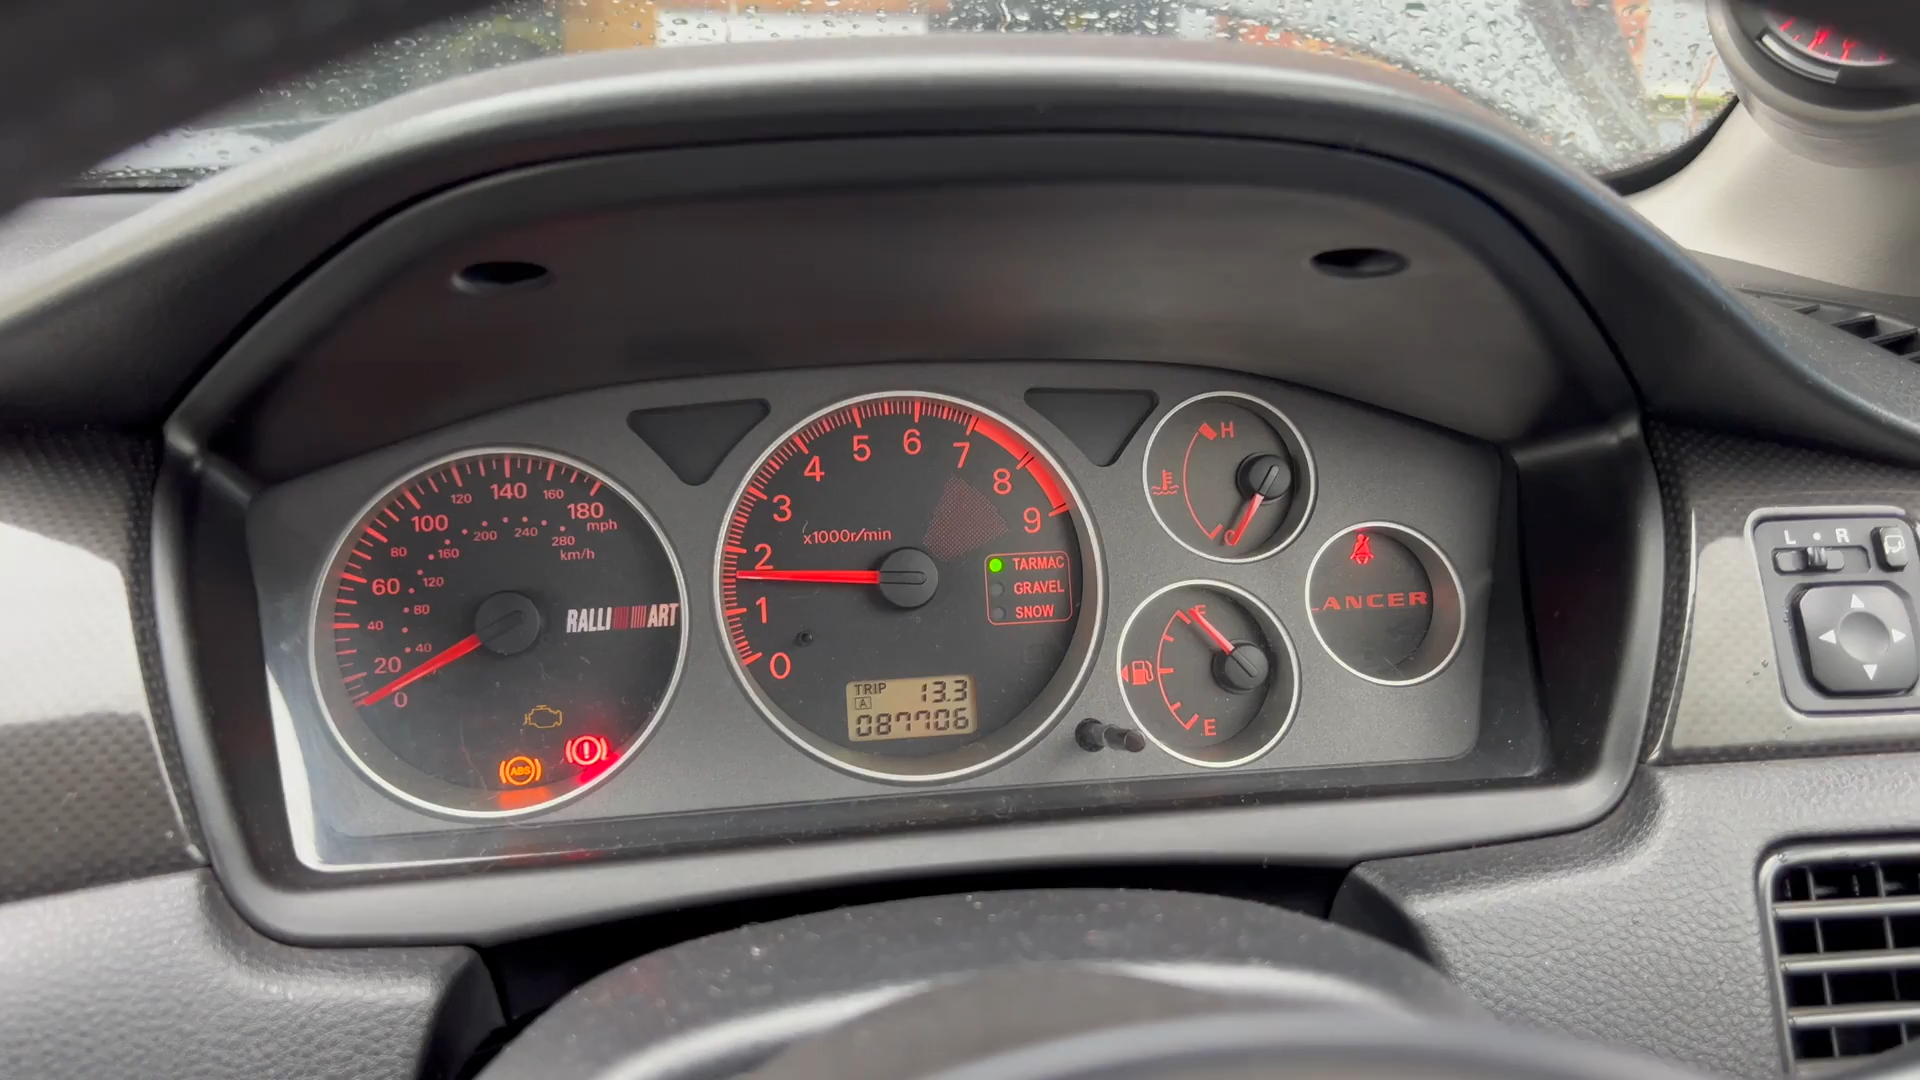 120 140 160
100 180
mph
80 160 200 240 280
km/h
60 120
40 80
20 40
0
RALLI ART
ABS
0 1 2 3 4 5 6 7 8 9
x1000r/min
TARMAC
GRAVEL
SNOW
TRIP 13.3
A
087706
H
C
F
E
LANCER
L R